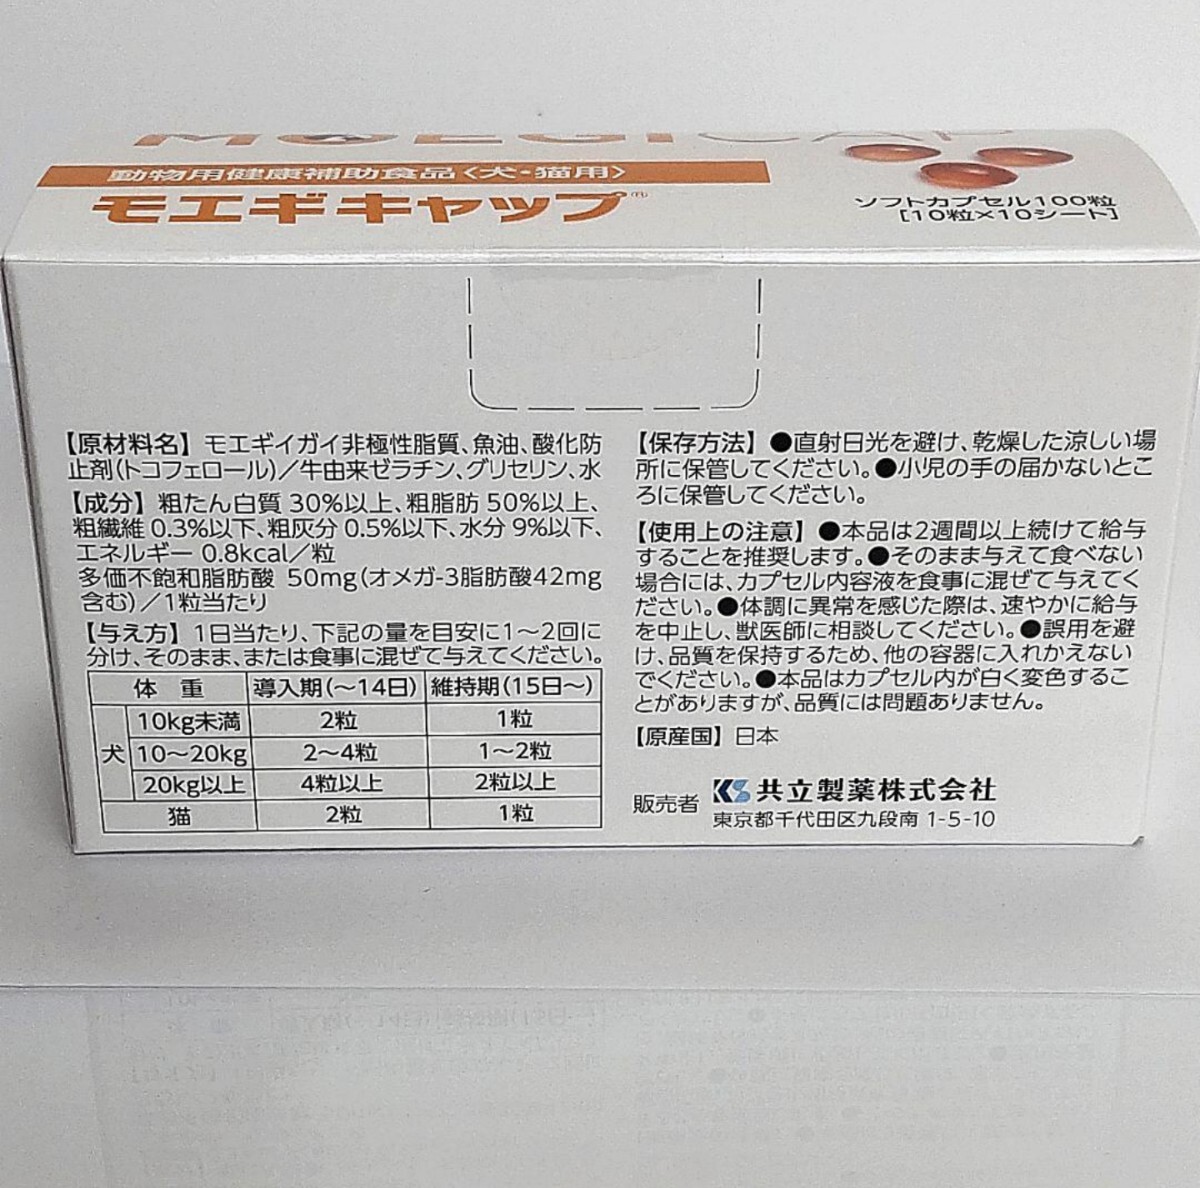 MOEGICAP
動物用健康補助食品〈犬・猫用〉
モエギキャップ®
ソフトカプセル100粒
[10粒×10シート]
【原材料名】モエギイガイ非極性脂質、魚油、酸化防
止剤(トコフェロール)／牛由来ゼラチン、グリセリン、水
【成分】粗たん白質 30%以上、粗脂肪 50%以上、
粗繊維 0.3%以下、粗灰分 0.5%以下、水分 9%以下、
エネルギー 0.8kcal／粒
多価不飽和脂肪酸 50mg(オメガ-3脂肪酸42mg
含む)／1粒当たり
【与え方】1日当たり、下記の量を目安に1〜2回に
分け、そのまま、または食事に混ぜて与えてください。
体 重 導入期(〜14日) 維持期(15日〜)
犬 10kg未満 2粒 1粒
10〜20kg 2〜4粒 1〜2粒
20kg以上 4粒以上 2粒以上
猫 2粒 1粒
【保存方法】●直射日光を避け、乾燥した涼しい場
所に保管してください。●小児の手の届かないとこ
ろに保管してください。
【使用上の注意】●本品は2週間以上続けて給与
することを推奨します。●そのまま与えて食べない
場合には、カプセル内容液を食事に混ぜて与えてく
ださい。●体調に異常を感じた際は、速やかに給与
を中止し、獣医師に相談してください。●誤用を避
け、品質を保持するため、他の容器に入れかえない
でください。●本品はカプセル内が白く変色するこ
とがありますが、品質には問題ありません。
【原産国】日本
販売者 KS 共立製薬株式会社
東京都千代田区九段南 1-5-10